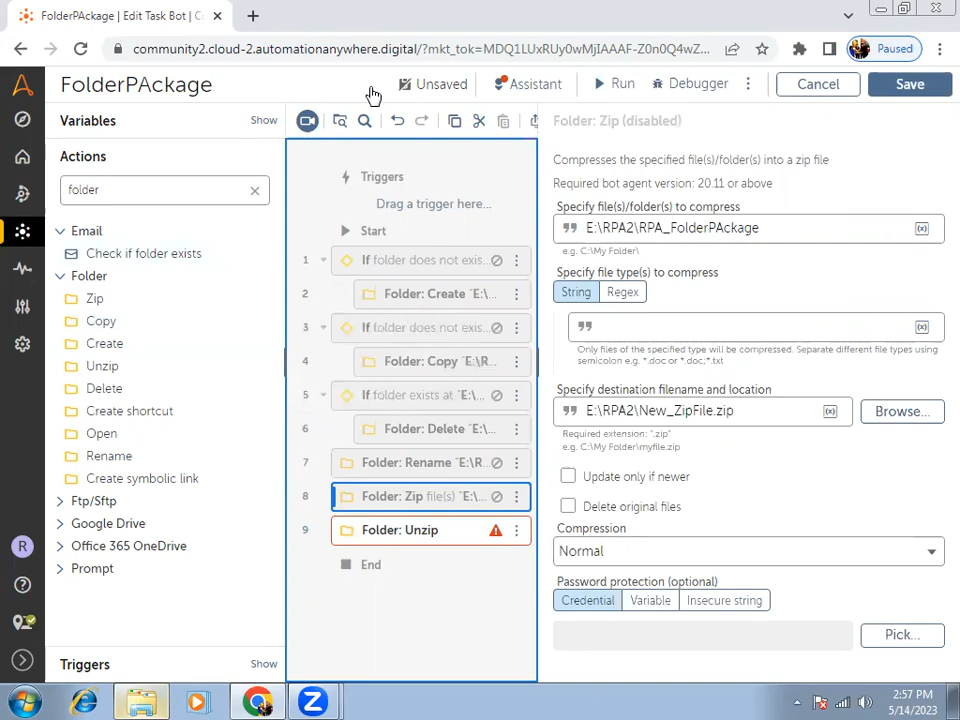 FolderPAckage | Edit Task Bot | Co
community2.cloud-2.automationanywhere.digital/?mkt_tok=MDQ1LUxRUy0wMjIAAAF-Z0n0Q4wZ...
Paused
FolderPAckage
Unsaved
Assistant
Run
Debugger
Cancel
Save
Variables
Show
Actions
folder
Email
Check if folder exists
Folder
Zip
Copy
Create
Unzip
Delete
Create shortcut
Open
Rename
Create symbolic link
Ftp/Sftp
Google Drive
Office 365 OneDrive
Prompt
Triggers
Show
R
Triggers
Drag a trigger here...
Start
1 If folder does not exis...
2 Folder: Create "E:\...
3 If folder does not exis...
4 Folder: Copy "E:\R...
5 If folder exists at "E:\...
6 Folder: Delete "E:\...
7 Folder: Rename "E:\R...
8 Folder: Zip file(s) "E:\...
9 Folder: Unzip
End
Folder: Zip (disabled)
Compresses the specified file(s)/folder(s) into a zip file
Required bot agent version: 20.11 or above
Specify file(s)/folder(s) to compress
E:\RPA2\RPA_FolderPAckage
(x)
e.g. C:\My Folder\
Specify file type(s) to compress
String Regex
(x)
Only files of the specified type will be compressed. Separate different file types using
semicolon e.g. *.doc or *.doc;*.txt
Specify destination filename and location
E:\RPA2\New_ZipFile.zip
(x)
Browse...
Required extension: ".zip"
e.g. C:\My Folder\myfile.zip
Update only if newer
Delete original files
Compression
Normal
Password protection (optional)
Credential Variable Insecure string
Pick...
2:57 PM
5/14/2023